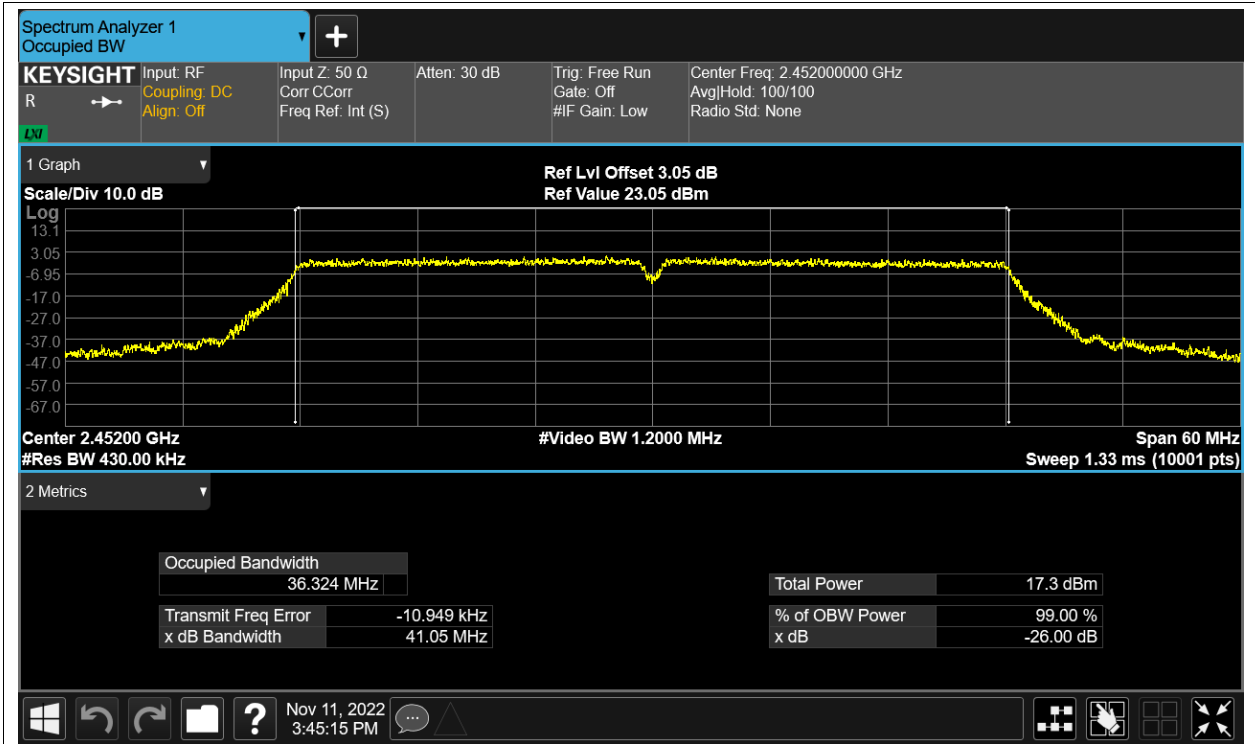 Spectrum Analyzer 1
Occupied BW
KEYSIGHT
R
LXI
Input: RF
Coupling: DC
Align: Off
Input Z: 50 Ω
Corr CCorr
Freq Ref: Int (S)
Atten: 30 dB
Trig: Free Run
Gate: Off
#IF Gain: Low
Center Freq: 2.452000000 GHz
Avg|Hold: 100/100
Radio Std: None
1 Graph
Scale/Div 10.0 dB
Ref Lvl Offset 3.05 dB
Ref Value 23.05 dBm
Log
13.1
3.05
-6.95
-17.0
-27.0
-37.0
-47.0
-57.0
-67.0
Center 2.45200 GHz
#Video BW 1.2000 MHz
Span 60 MHz
#Res BW 430.00 kHz
Sweep 1.33 ms (10001 pts)
2 Metrics
Occupied Bandwidth
36.324 MHz
Total Power 17.3 dBm
Transmit Freq Error -10.949 kHz
% of OBW Power 99.00 %
x dB Bandwidth 41.05 MHz
x dB -26.00 dB
Nov 11, 2022
3:45:15 PM